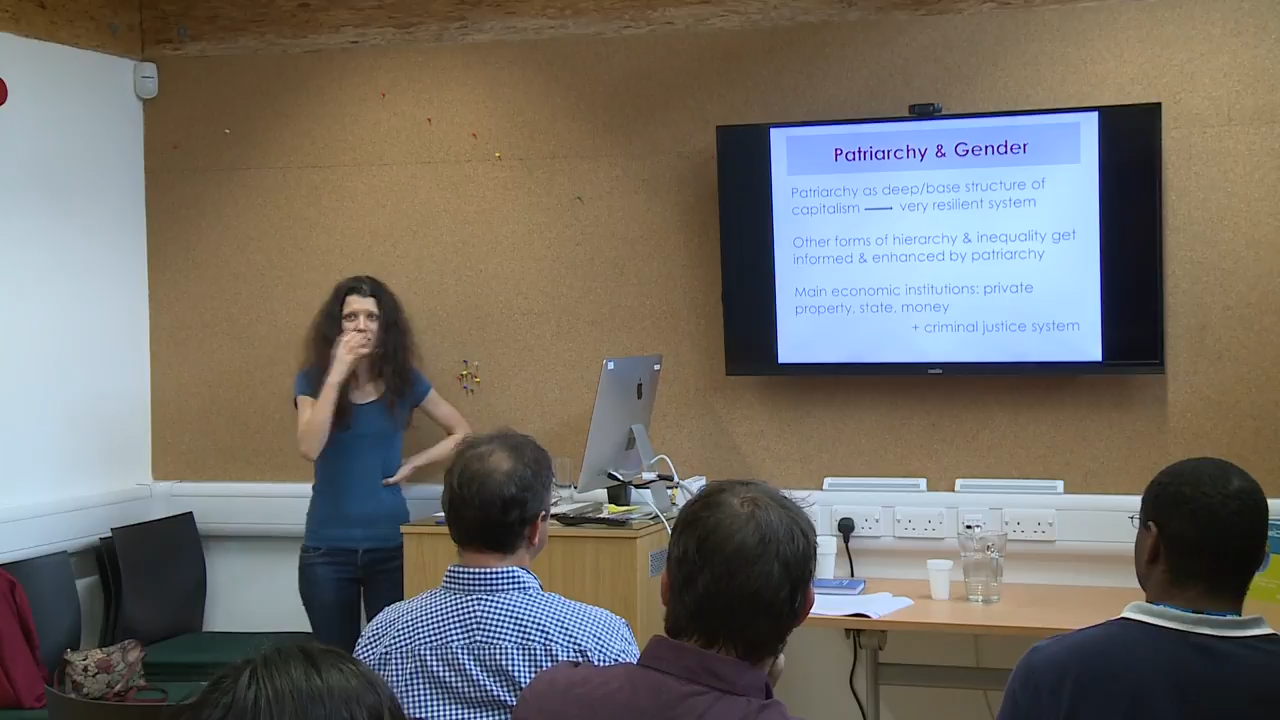 Patriarchy & Gender
Patriarchy as deep/base structure of
capitalism → very resilient system
Other forms of hierarchy & inequality get
informed & enhanced by patriarchy
Main economic institutions: private
property, state, money
+ criminal justice system